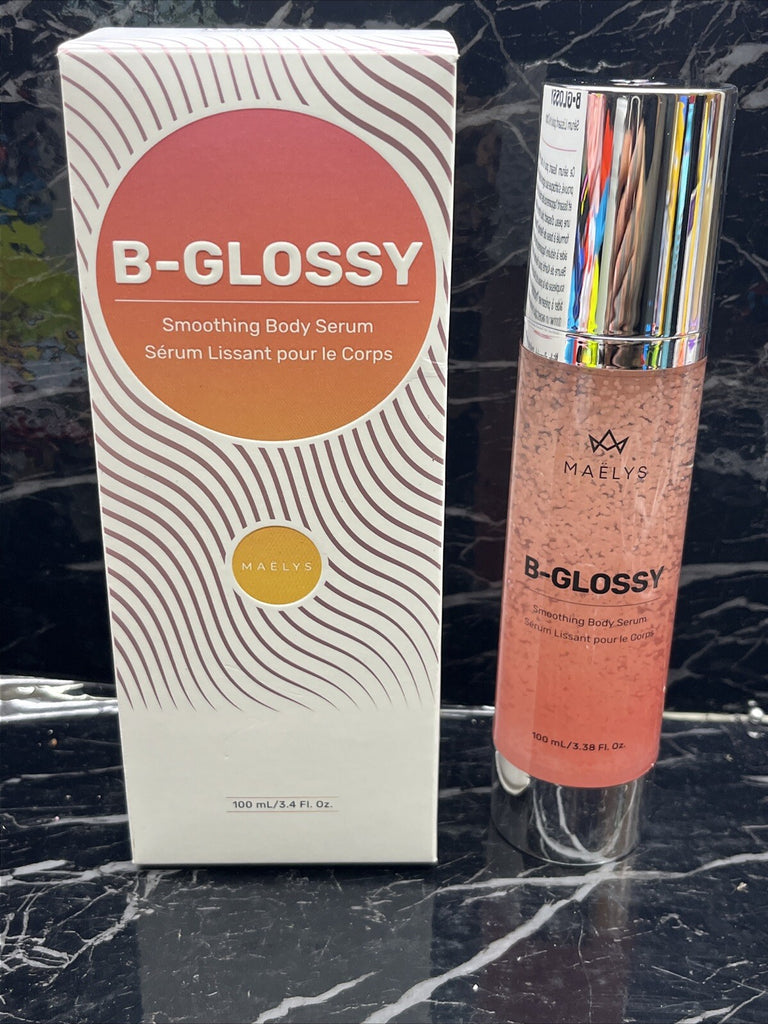 B-GLOSSY
Smoothing Body Serum
Sérum Lissant pour le Corps
MAËLYS
100 mL/3.4 Fl. Oz.
MAËLYS
B-GLOSSY
Smoothing Body Serum
Sérum Lissant pour le Corps
100 mL/3.38 Fl. Oz.
B-GLOSSY